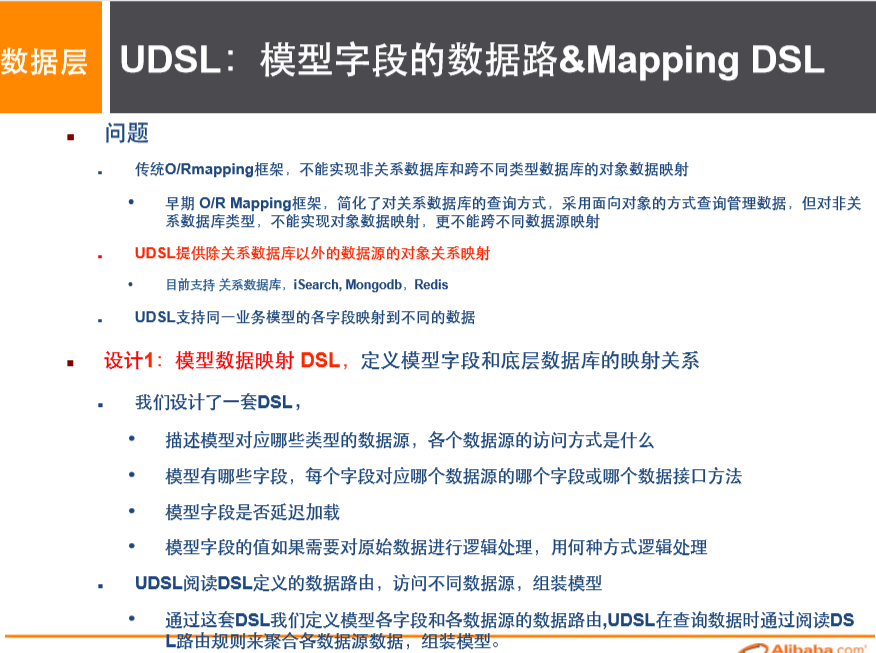 数据层
UDSL：模型字段的数据路&Mapping DSL
问题
传统O/Rmapping框架，不能实现非关系数据库和跨不同类型数据库的对象数据映射
早期 O/R Mapping框架，简化了对关系数据库的查询方式，采用面向对象的方式查询管理数据，但对非关
系数据库类型，不能实现对象数据映射，更不能跨不同数据源映射
UDSL提供除关系数据库以外的数据源的对象关系映射
目前支持 关系数据库，iSearch, Mongodb，Redis
UDSL支持同一业务模型的各字段映射到不同的数据
设计1：模型数据映射 DSL，定义模型字段和底层数据库的映射关系
我们设计了一套DSL，
描述模型对应哪些类型的数据源，各个数据源的访问方式是什么
模型有哪些字段，每个字段对应哪个数据源的哪个字段或哪个数据接口方法
模型字段是否延迟加载
模型字段的值如果需要对原始数据进行逻辑处理，用何种方式逻辑处理
UDSL阅读DSL定义的数据路由，访问不同数据源，组装模型
通过这套DSL我们定义模型各字段和各数据源的数据路由,UDSL在查询数据时通过阅读DS
L路由规则来聚合各数据源数据，组装模型。
Alibaba.com